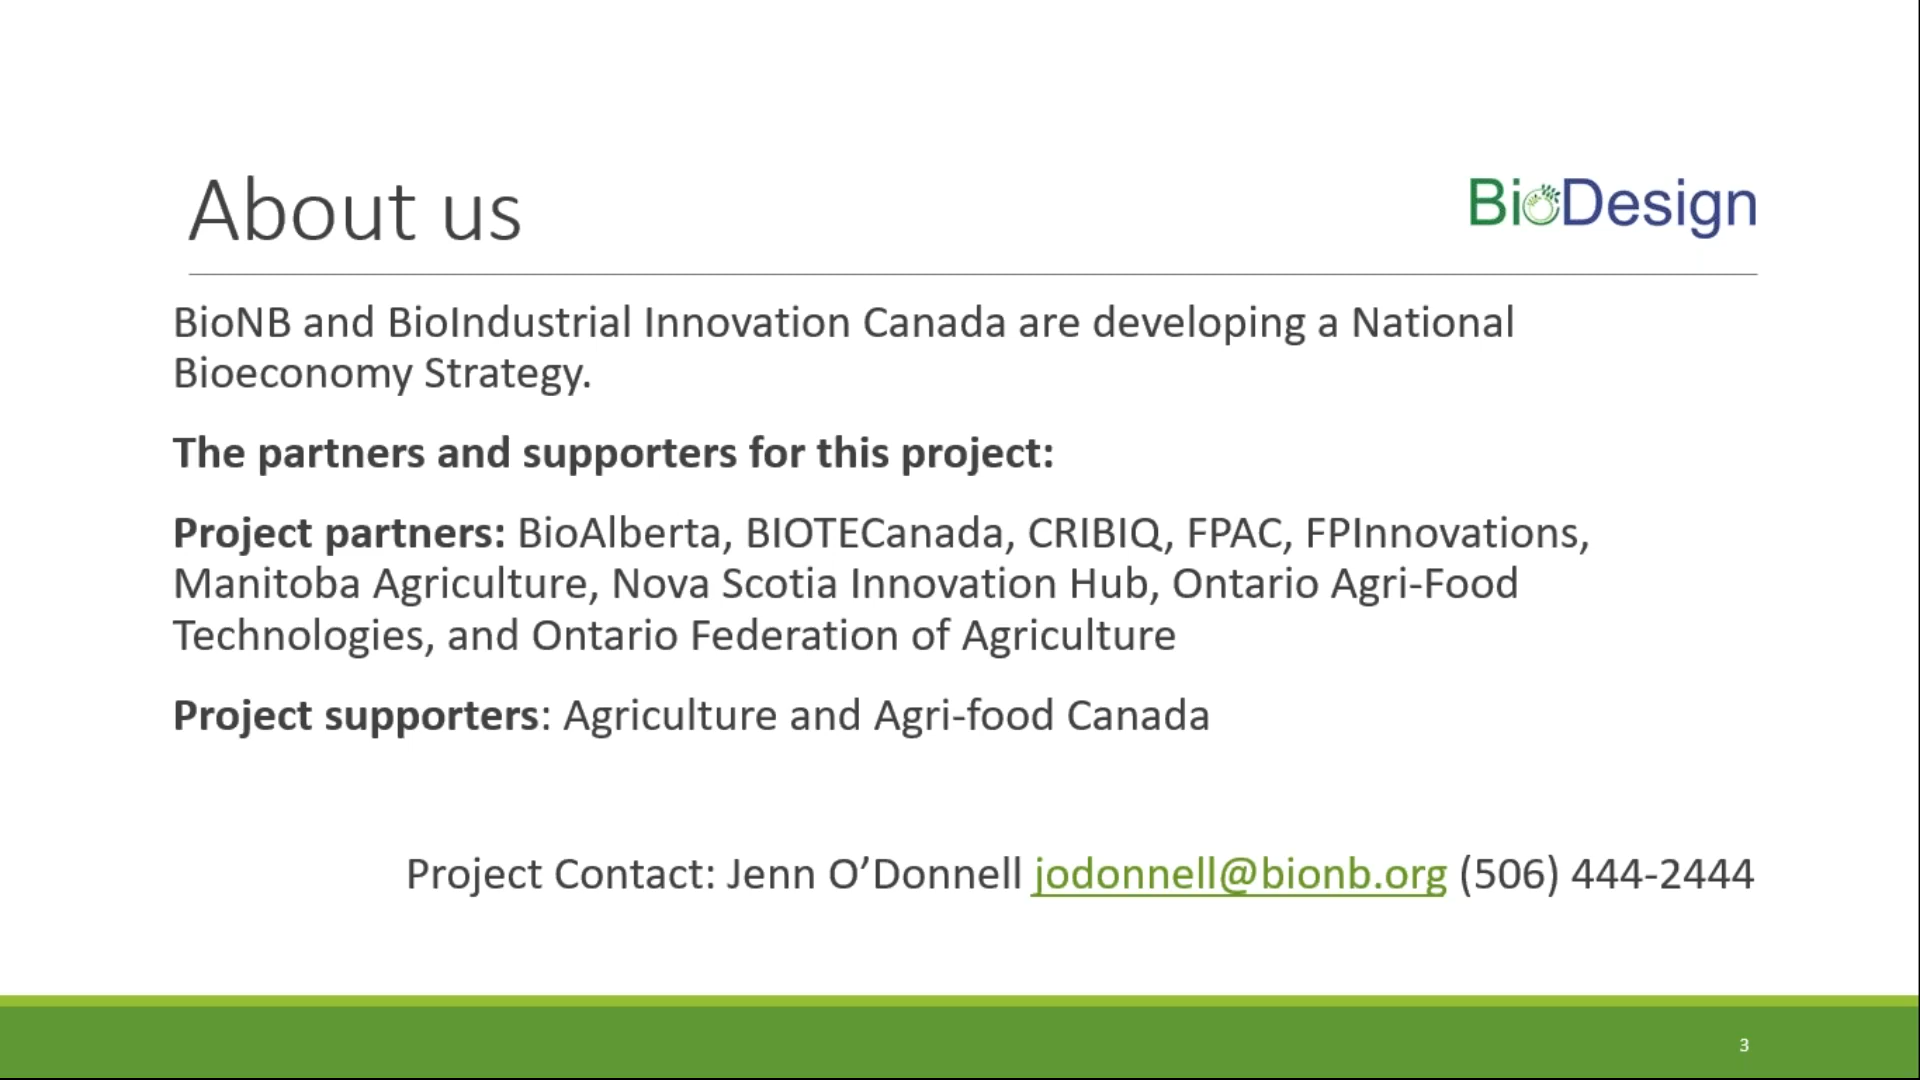 About us
BioDesign
BioNB and BioIndustrial Innovation Canada are developing a National
Bioeconomy Strategy.
The partners and supporters for this project:
Project partners: BioAlberta, BIOTECanada, CRIBIQ, FPAC, FPInnovations,
Manitoba Agriculture, Nova Scotia Innovation Hub, Ontario Agri-Food
Technologies, and Ontario Federation of Agriculture
Project supporters: Agriculture and Agri-food Canada
Project Contact: Jenn O’Donnell jodonnell@bionb.org (506) 444-2444
3